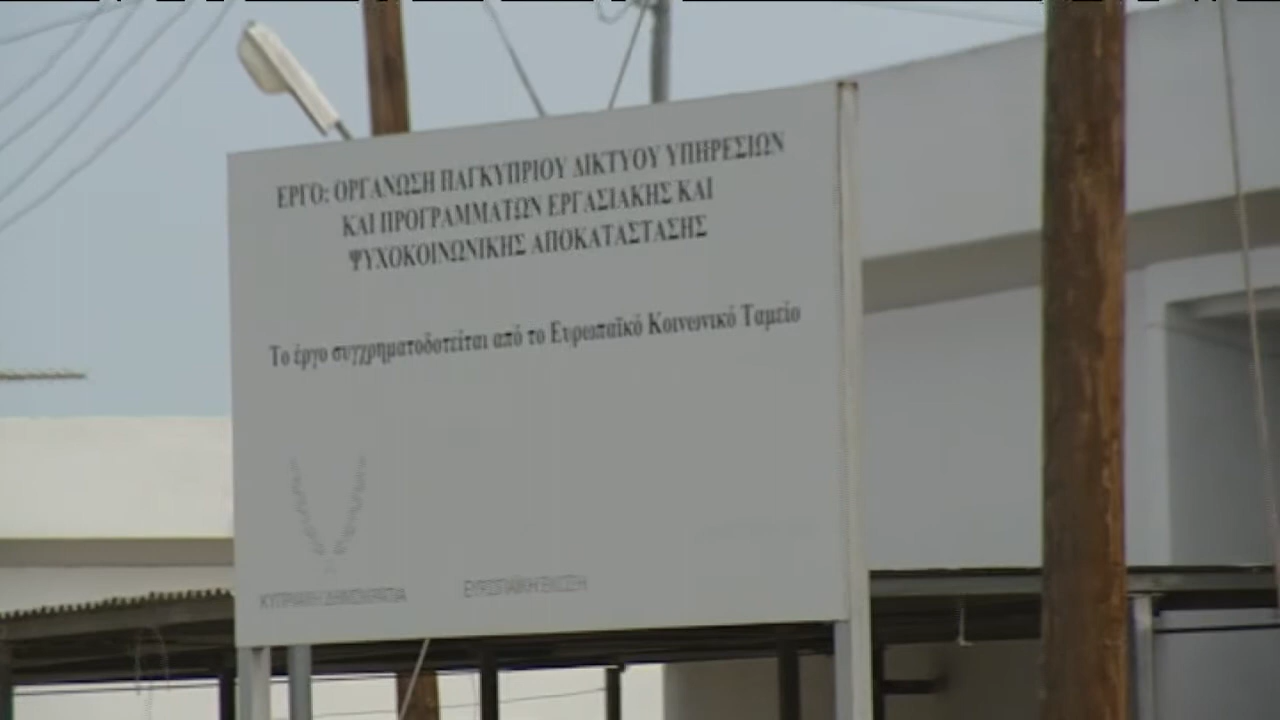 ΕΡΓΟ: ΟΡΓΑΝΩΣΗ ΠΑΓΚΥΠΡΙΟΥ ΔΙΚΤΥΟΥ ΥΠΗΡΕΣΙΩΝ
ΚΑΙ ΠΡΟΓΡΑΜΜΑΤΩΝ ΕΡΓΑΣΙΑΚΗΣ ΚΑΙ
ΨΥΧΟΚΟΙΝΩΝΙΚΗΣ ΑΠΟΚΑΤΑΣΤΑΣΗΣ
Το έργο συγχρηματοδοτείται από το Ευρωπαϊκό Κοινωνικό Ταμείο
ΚΥΠΡΙΑΚΗ ΔΗΜΟΚΡΑΤΙΑ
ΕΥΡΩΠΑΪΚΗ ΕΝΩΣΗ